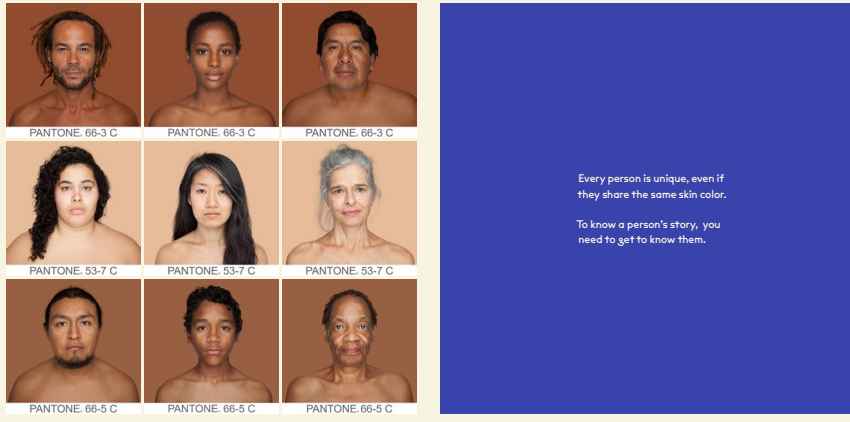 PANTONE. 66-3 C
PANTONE. 66-3 C
PANTONE. 66-3 C
PANTONE. 53-7 C
PANTONE. 53-7 C
PANTONE. 53-7 C
PANTONE. 66-5 C
PANTONE. 66-5 C
PANTONE. 66-5 C
Every person is unique, even if
they share the same skin color.
To know a person's story, you
need to get to know them.